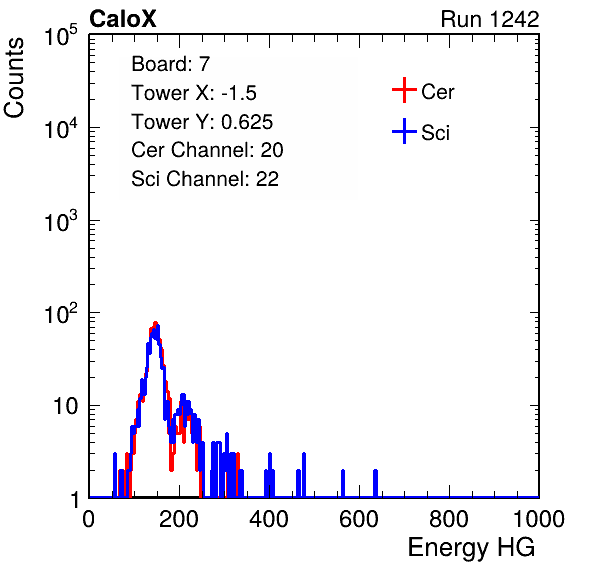 CaloX Run 1242
Counts
10^5
10^4
10^3
10^2
10
1
Board: 7
Tower X: -1.5
Tower Y: 0.625
Cer Channel: 20
Sci Channel: 22
Cer
Sci
0 200 400 600 800 1000
Energy HG